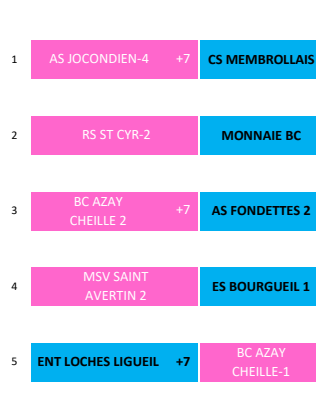 1 AS JOCONDIEN-4 +7 CS MEMBROLLAIS
2 RS ST CYR-2 MONNAIE BC
3 BC AZAY CHEILLE 2 +7 AS FONDETTES 2
4 MSV SAINT AVERTIN 2 ES BOURGUEIL 1
5 ENT LOCHES LIGUEIL +7 BC AZAY CHEILLE-1